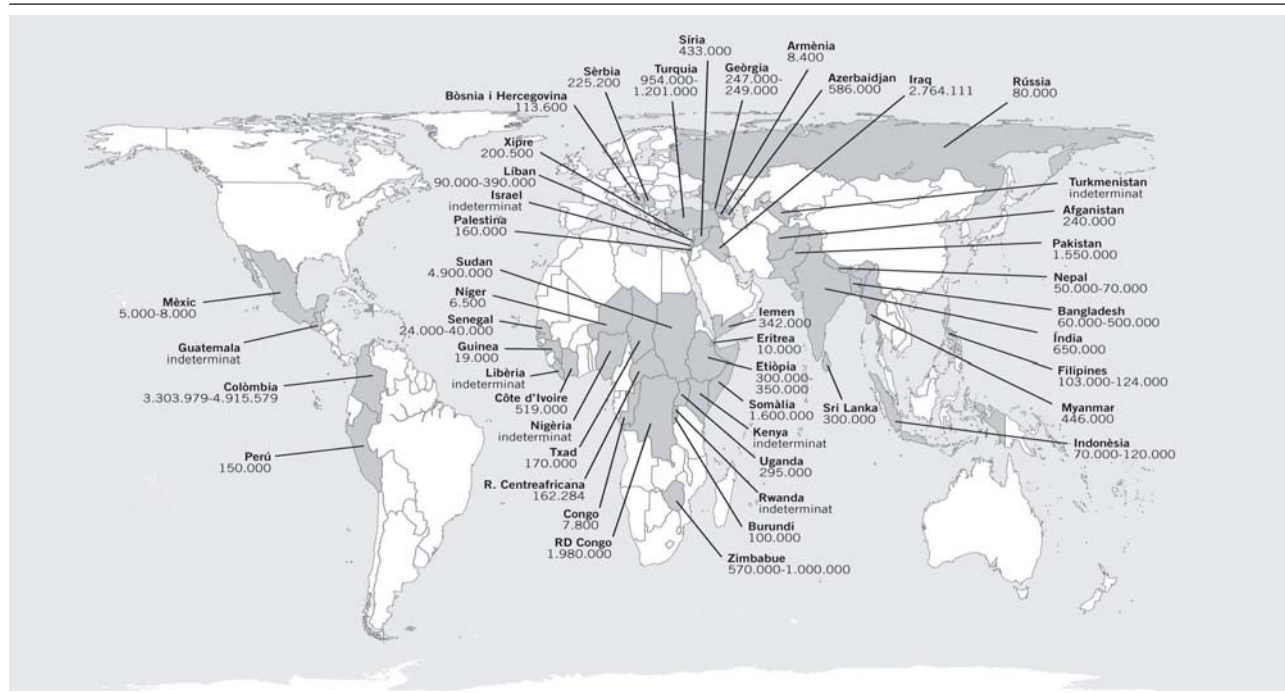 Síria
433.000
Armènia
8.400
Sèrbia
225.200
Turquia
954.000-
1.201.000
Geòrgia
247.000-
249.000
Azerbaidjan
586.000
Iraq
2.764.111
Rússia
80.000
Bòsnia i Hercegovina
113.600
Xipre
200.500
Líban
90.000-390.000
Israel
indeterminat
Palestina
160.000
Turkmenistan
indeterminat
Afganistan
240.000
Pakistan
1.550.000
Nepal
50.000-70.000
Bangladesh
60.000-500.000
Índia
650.000
Filipines
103.000-124.000
Myanmar
446.000
Indonèsia
70.000-120.000
Sri Lanka
300.000
Sudan
4.900.000
Níger
6.500
Senegal
24.000-40.000
Guinea
19.000
Libèria
indeterminat
Côte d'Ivoire
519.000
Nigèria
indeterminat
Txad
170.000
R. Centreafricana
162.284
Congo
7.800
RD Congo
1.980.000
Iemen
342.000
Eritrea
10.000
Etiòpia
300.000-
350.000
Somàlia
1.600.000
Kenya
indeterminat
Uganda
295.000
Rwanda
indeterminat
Burundi
100.000
Zimbabue
570.000-1.000.000
Mèxic
5.000-8.000
Guatemala
indeterminat
Colòmbia
3.303.979-4.915.579
Perú
150.000